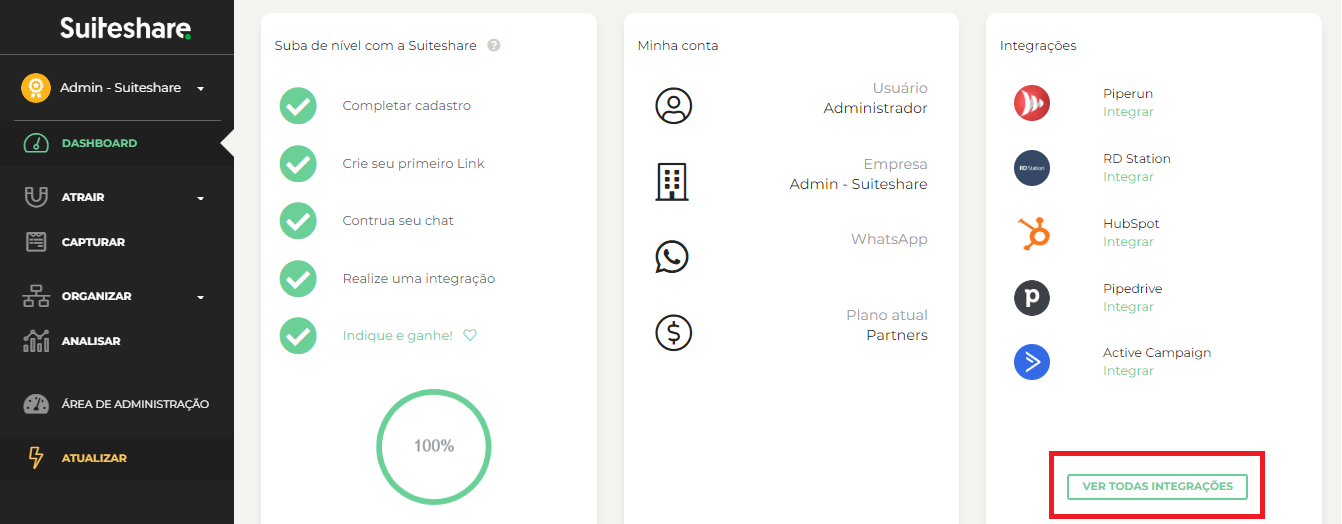 Suiteshare.
Admin - Suiteshare
DASHBOARD
ATRAIR
CAPTURAR
ORGANIZAR
ANALISAR
ÁREA DE ADMINISTRAÇÃO
ATUALIZAR
Suba de nível com a Suiteshare ?
Completar cadastro
Crie seu primeiro Link
Contrua seu chat
Realize uma integração
Indique e ganhe!
100%
Minha conta
Usuário
Administrador
Empresa
Admin - Suiteshare
WhatsApp
$
Plano atual
Partners
Integrações
Piperun
Integrar
RD Station
RD Station
Integrar
HubSpot
Integrar
p
Pipedrive
Integrar
Active Campaign
Integrar
VER TODAS INTEGRAÇÕES